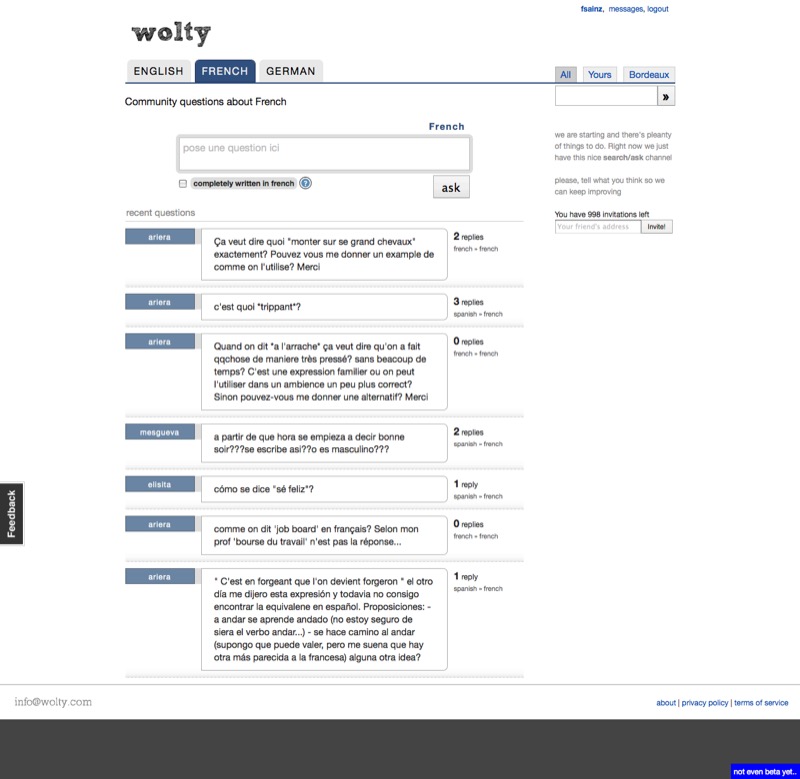 fsainz, messages, logout
wolty
ENGLISH FRENCH GERMAN
All Yours Bordeaux
»
Community questions about French
French
pose une question ici
completely written in french ?
ask
we are starting and there's pleanty
of things to do. Right now we just
have this nice search/ask channel
please, tell what you think so we
can keep improving
You have 998 invitations left
Your friend's address Invite!
recent questions
ariera
Ça veut dire quoi "monter sur se grand chevaux"
exactement? Pouvez vous me donner un example de
comme on l'utilise? Merci
2 replies
french » french
ariera
c'est quoi "trippant"?
3 replies
spanish » french
ariera
Quand on dit "a l'arrache" ça veut dire qu'on a fait
qqchose de maniere très pressé? sans beacoup de
temps? C'est une expression familier ou on peut
l'utiliser dans un ambience un peu plus correct?
Sinon pouvez-vous me donner une alternatif? Merci
0 replies
french » french
mesgueva
a partir de que hora se empieza a decir bonne
soir???se escribe asi??o es masculino???
2 replies
spanish » french
elisita
cómo se dice "sé feliz"?
1 reply
spanish » french
ariera
comme on dit 'job board' en français? Selon mon
prof 'bourse du travail' n'est pas la réponse...
0 replies
french » french
ariera
" C'est en forgeant que l'on devient forgeron " el otro
día me dijero esta expresión y todavia no consigo
encontrar la equivalene en español. Proposiciones: -
a andar se aprende andado (no estoy seguro de
siera el verbo andar...) - se hace camino al andar
(supongo que puede valer, pero me suena que hay
otra más parecida a la francesa) alguna otra idea?
1 reply
spanish » french
Feedback
info@wolty.com
about | privacy policy | terms of service
not even beta yet..